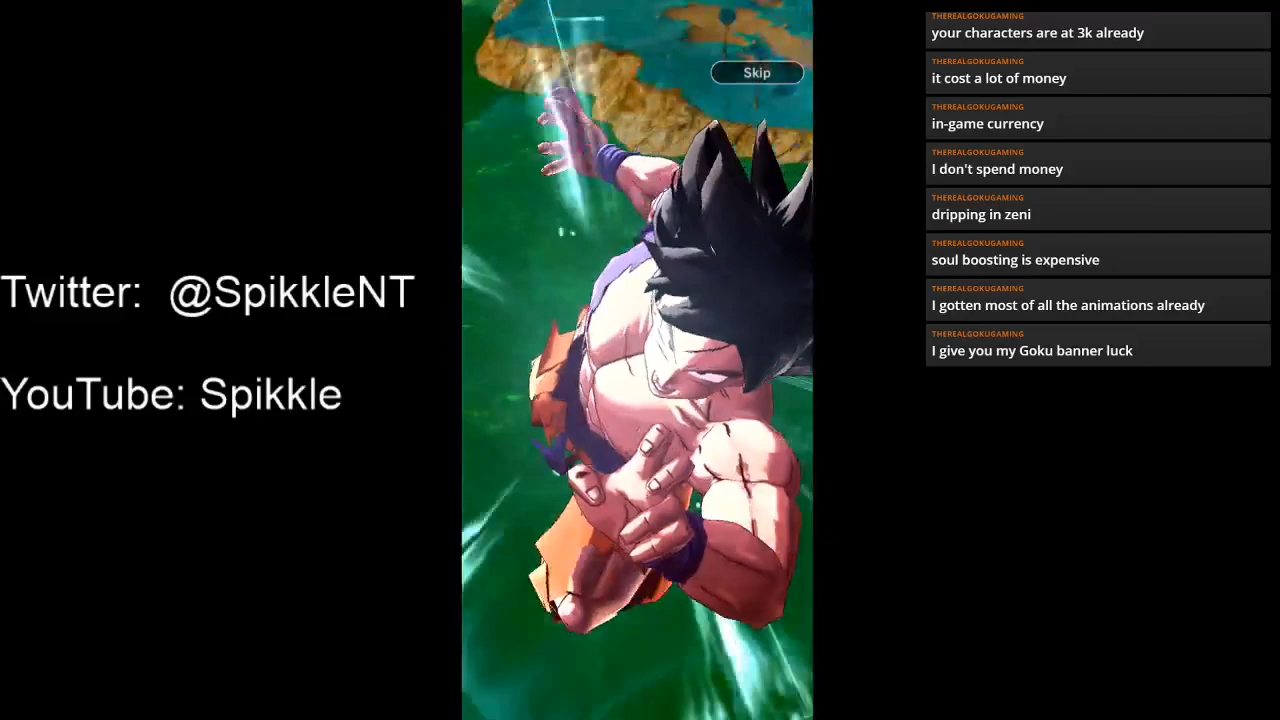 Twitter: @SpikkleNT
YouTube: Spikkle
Skip
THEREALGOKUGAMING
your characters are at 3k already
THEREALGOKUGAMING
it cost a lot of money
THEREALGOKUGAMING
in-game currency
THEREALGOKUGAMING
I don't spend money
THEREALGOKUGAMING
dripping in zeni
THEREALGOKUGAMING
soul boosting is expensive
THEREALGOKUGAMING
I gotten most of all the animations already
THEREALGOKUGAMING
I give you my Goku banner luck